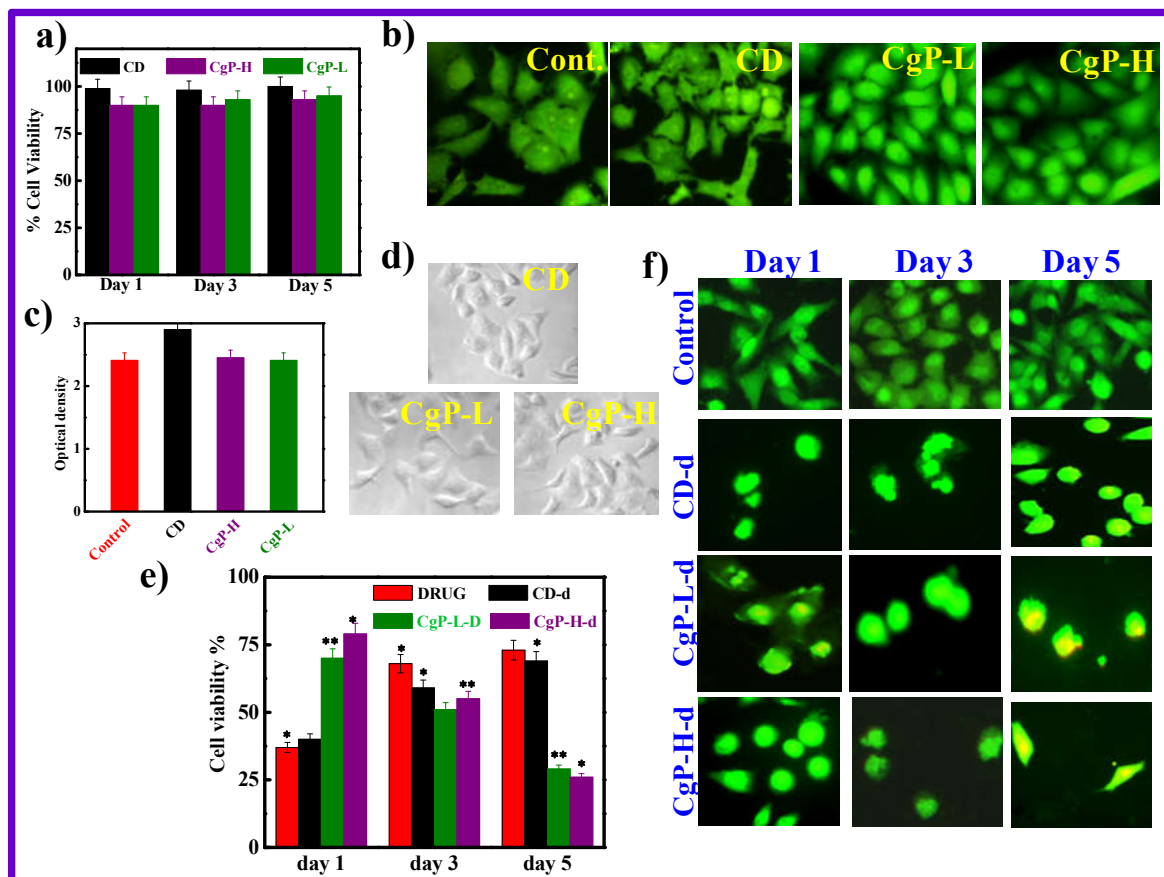 a)
CD CgP-H CgP-L
100
75
50
25
0
% Cell Viability
Day 1 Day 3 Day 5
b)
Cont. CD CgP-L CgP-H
c)
3
2
1
0
Optical density
Control CD CgP-H CgP-L
d)
CD
CgP-L CgP-H
e)
100
75
50
25
0
Cell viability %
DRUG CD-d
CgP-L-D CgP-H-d
* ** * * * ** * ** *
day 1 day 3 day 5
f)
Day 1 Day 3 Day 5
Control
CD-d
CgP-L-d
CgP-H-d